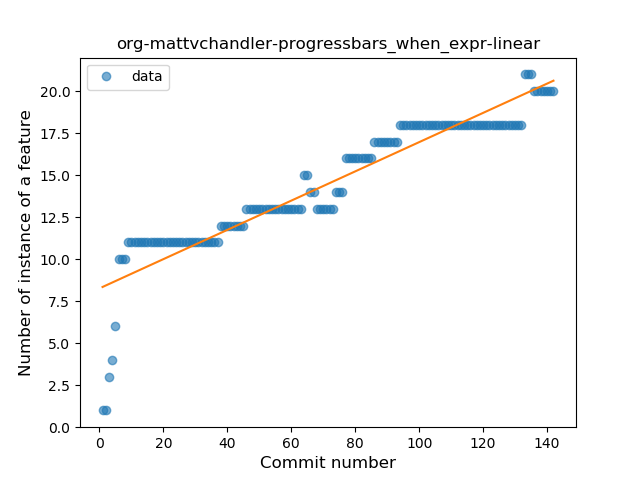 org-mattvchandler-progressbars_when_expr-linear
data
Number of instance of a feature
20.0
17.5
15.0
12.5
10.0
7.5
5.0
2.5
0.0
0 20 40 60 80 100 120 140
Commit number